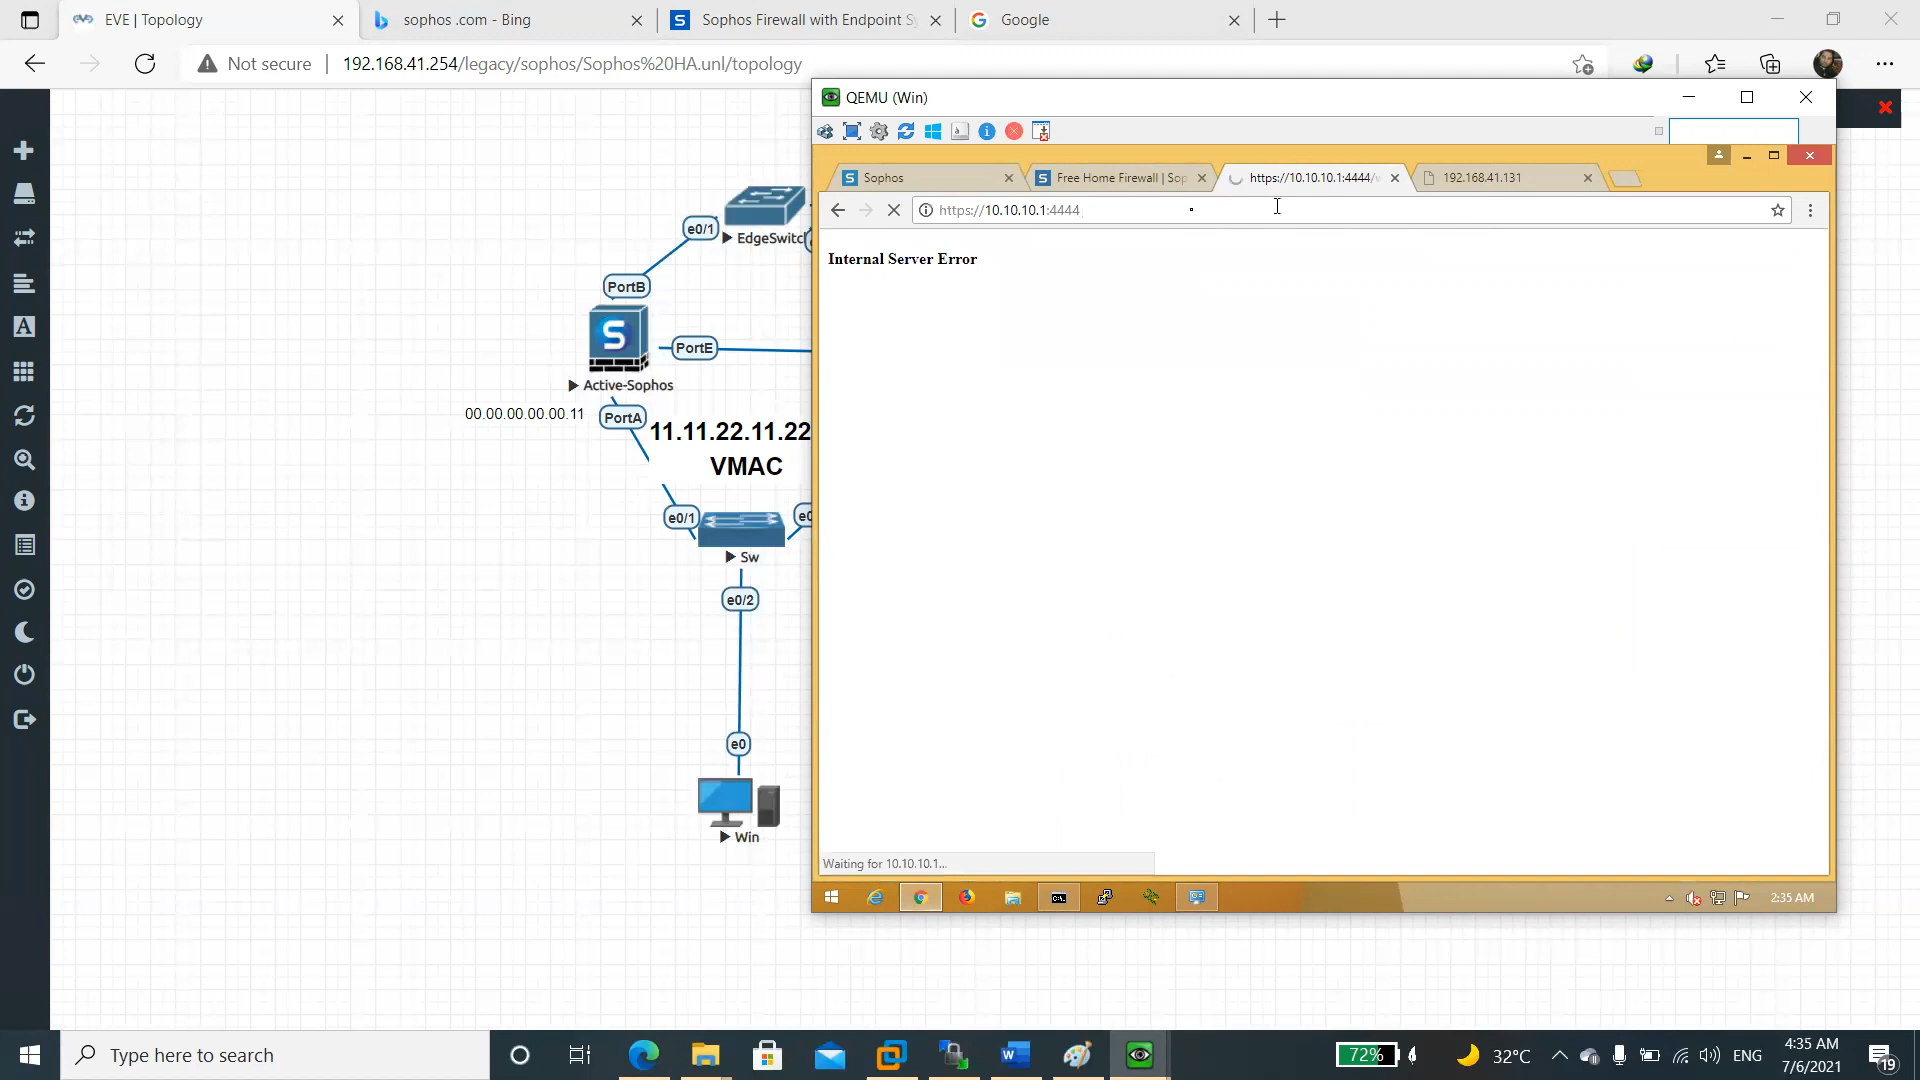 EVE | Topology
sophos .com - Bing
Sophos Firewall with Endpoint S
Google
Not secure
192.168.41.254/legacy/sophos/Sophos%20HA.unl/topology
QEMU (Win)
Sophos
Free Home Firewall | Sop
https://10.10.10.1:4444/
192.168.41.131
https://10.10.10.1:4444
Internal Server Error
e0/1
EdgeSwitc
PortB
PortE
Active-Sophos
00.00.00.00.00.11
PortA
11.11.22.11.22
VMAC
e0/1
e0
Sw
e0/2
e0
Win
Waiting for 10.10.10.1...
2:35 AM
Type here to search
72%
32°C
ENG
4:35 AM
7/6/2021
19